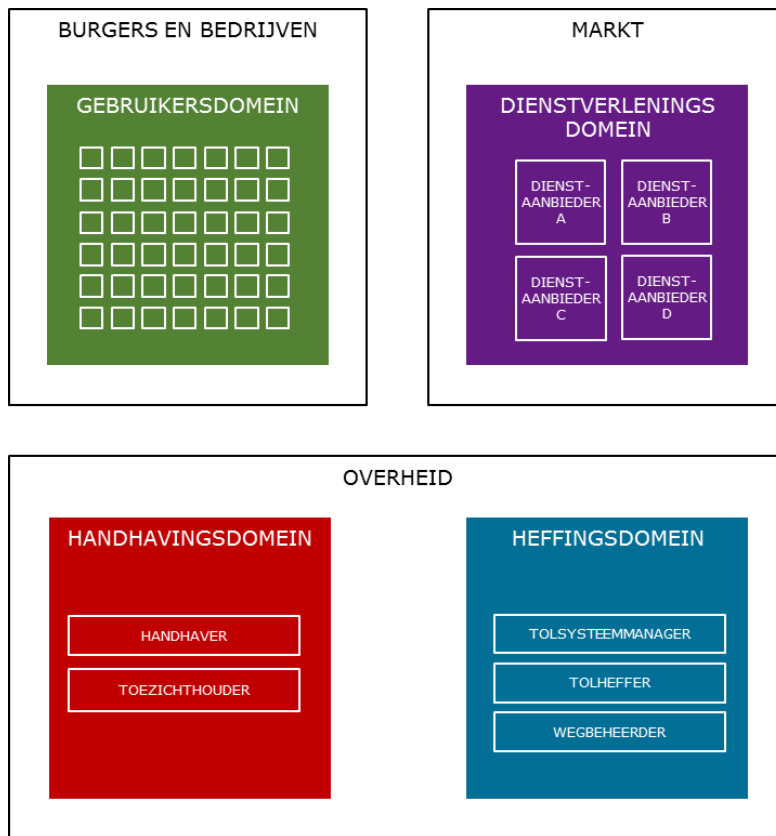 BURGERS EN BEDRIJVEN
GEBRUIKERSDOMEIN
MARKT
DIENSTVERLENINGS
DOMEIN
DIENST-
AANBIEDER
A
DIENST-
AANBIEDER
B
DIENST-
AANBIEDER
C
DIENST-
AANBIEDER
D
OVERHEID
HANDHAVINGSDOMEIN
HANDHAVER
TOEZICHTHOUDER
HEFFINGSDOMEIN
TOLSYSTEEMMANAGER
TOLHEFFER
WEGBEHEERDER